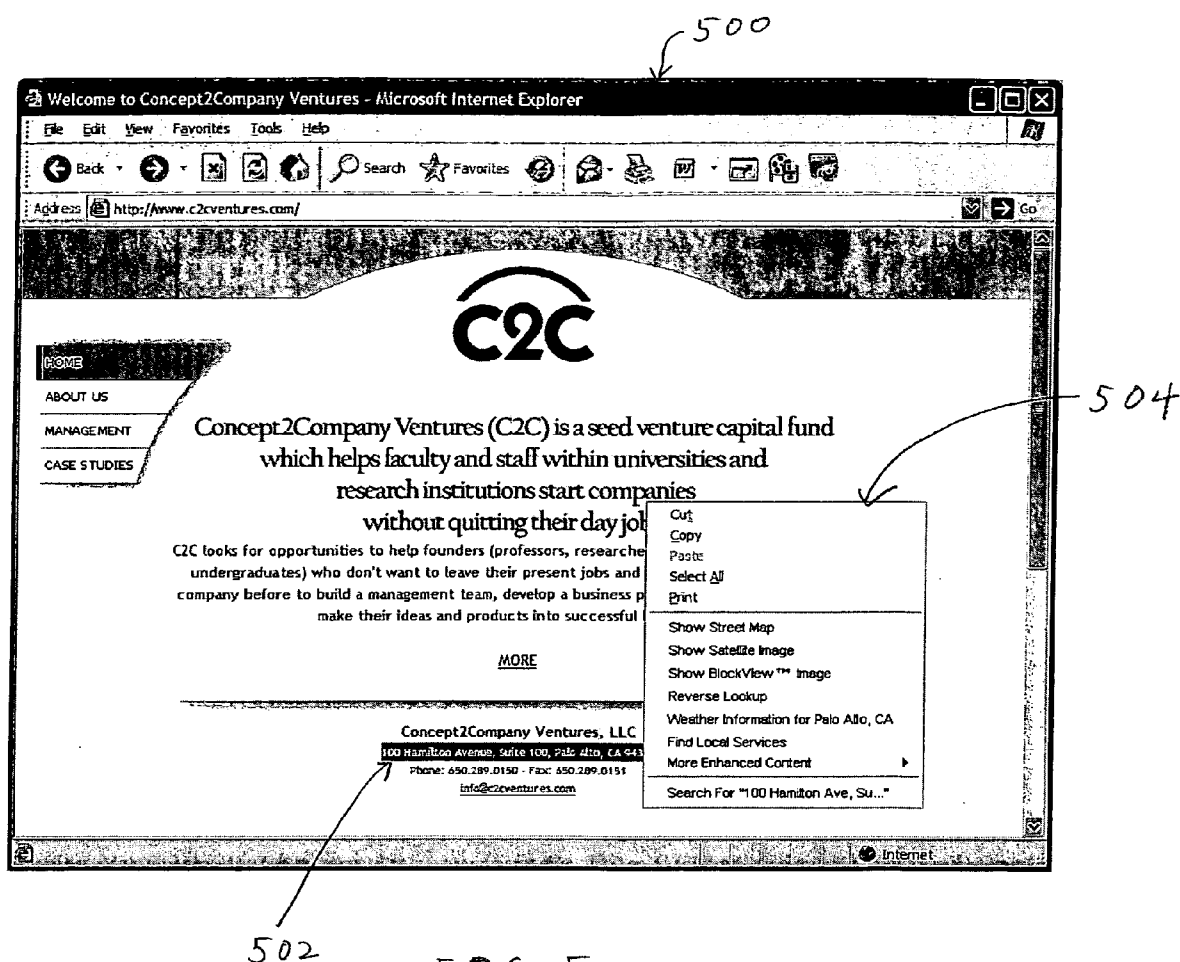 500
Welcome to Concept2Company Ventures - Microsoft Internet Explorer
File Edit View Favorites Tools Help
Back Search Favorites
Address http://www.c2cventures.com/ Go
C2C
HOME
ABOUT US
MANAGEMENT
CASE STUDIES
504
Concept2Company Ventures (C2C) is a seed venture capital fund
which helps faculty and staff within universities and
research institutions start companies
without quitting their day jo
C2C looks for opportunities to help founders (professors, researche
undergraduates) who don't want to leave their present jobs and
company before to build a management team, develop a business p
make their ideas and products into successful
MORE
Cut
Copy
Paste
Select All
Print
Show Street Map
Show Satellite Image
Show BlockView™ Image
Reverse Lookup
Weather Information for Palo Alto, CA
Find Local Services
More Enhanced Content
Search For "100 Hamilton Ave, Su..."
Concept2Company Ventures, LLC
100 Hamilton Avenue, Suite 100, Palo Alto, CA 943
Phone: 650.289.0150 - Fax: 650.289.0151
info@c2cventures.com
Internet
502